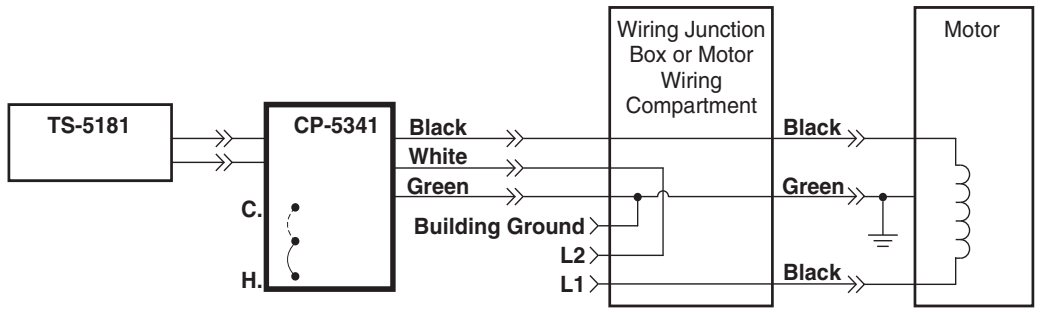 Wiring Junction
Box or Motor
Wiring
Compartment
Motor
TS-5181
CP-5341
Black
White
Green
Black
Green
C.
Building Ground
L2
H.
L1
Black